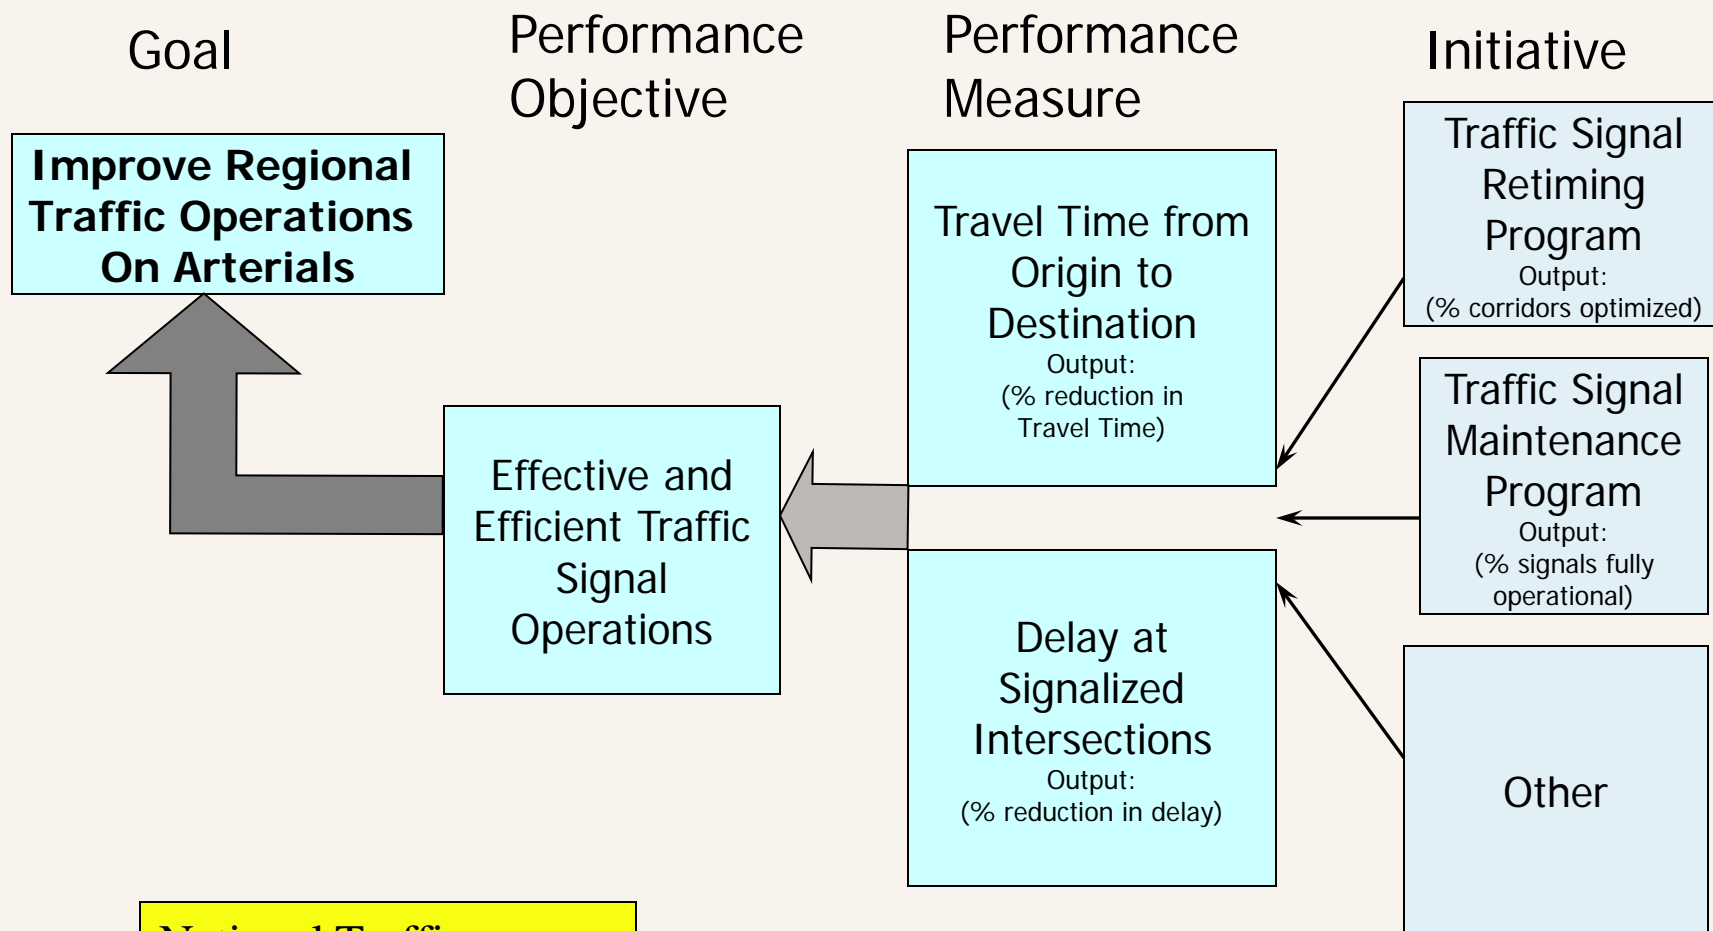 Goal
Performance
Objective
Performance
Measure
Initiative
Improve Regional
Traffic Operations
On Arterials
Effective and
Efficient Traffic
Signal
Operations
Travel Time from
Origin to
Destination
Output:
(% reduction in
Travel Time)
Delay at
Signalized
Intersections
Output:
(% reduction in delay)
Traffic Signal
Retiming
Program
Output:
(% corridors optimized)
Traffic Signal
Maintenance
Program
Output:
(% signals fully
operational)
Other
National Traffic